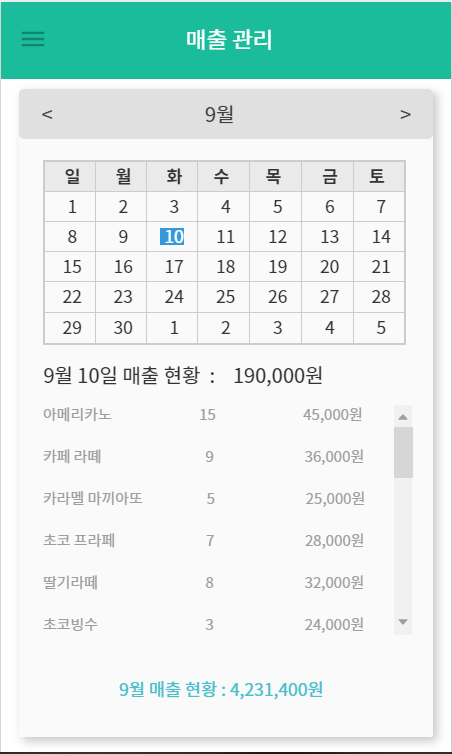 매출 관리
< 9월 >
일 월 화 수 목 금 토
1 2 3 4 5 6 7
8 9 10 11 12 13 14
15 16 17 18 19 20 21
22 23 24 25 26 27 28
29 30 1 2 3 4 5
9월 10일 매출 현황 : 190,000원
아메리카노 15 45,000원
카페 라떼 9 36,000원
카라멜 마끼아또 5 25,000원
초코 프라페 7 28,000원
딸기라떼 8 32,000원
초코빙수 3 24,000원
9월 매출 현황 : 4,231,400원